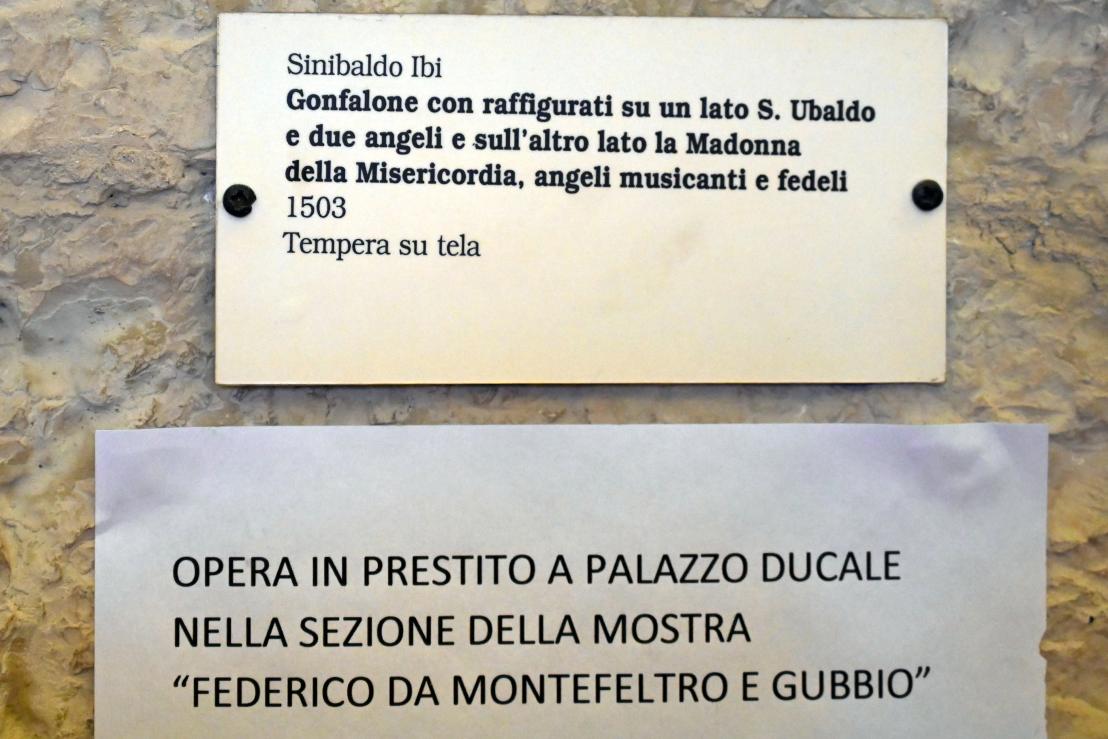 Sinibaldo Ibi
Gonfalone con raffigurati su un lato S. Ubaldo
e due angeli e sull'altro lato la Madonna
della Misericordia, angeli musicanti e fedeli
1503
Tempera su tela
OPERA IN PRESTITO A PALAZZO DUCALE
NELLA SEZIONE DELLA MOSTRA
“FEDERICO DA MONTEFELTRO E GUBBIO”